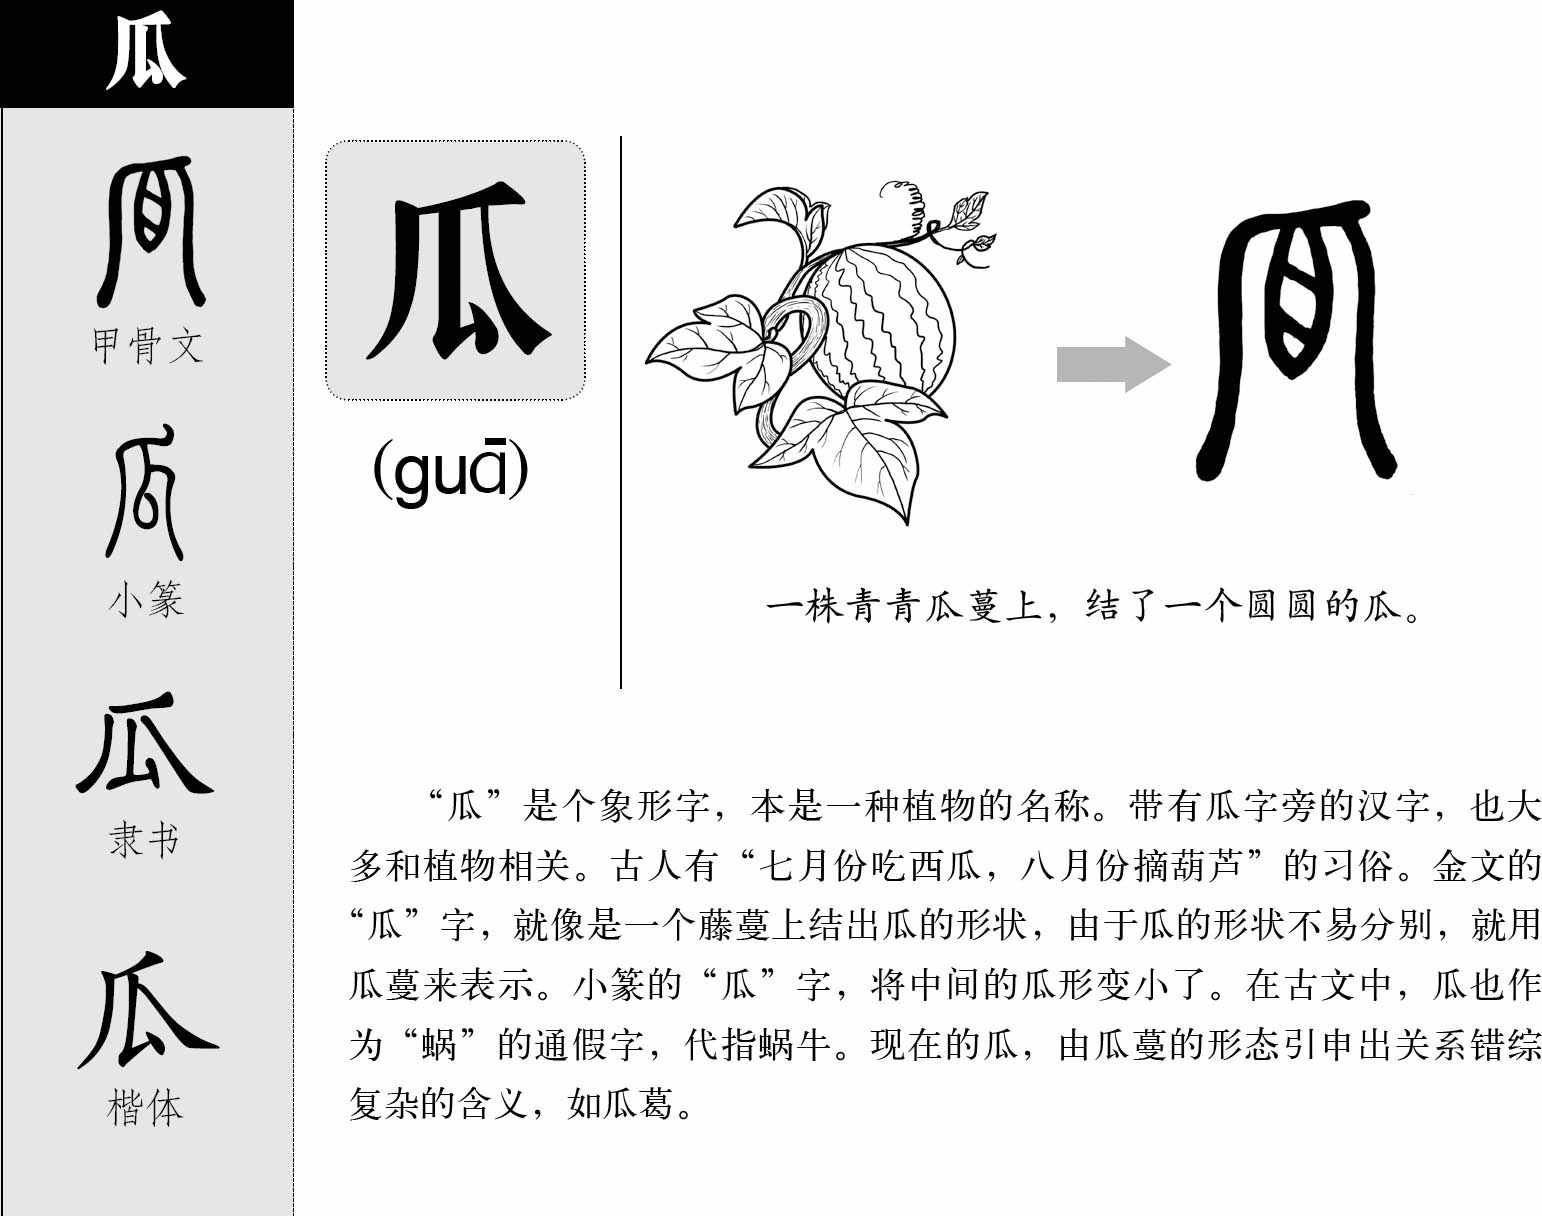 瓜
甲骨文
小篆
隶书
楷体
瓜
(guā)
一株青青瓜蔓上，结了一个圆圆的瓜。
“瓜”是个象形字，本是一种植物的名称。带有瓜字旁的汉字，也大
多和植物相关。古人有“七月份吃西瓜，八月份摘葫芦”的习俗。金文的
“瓜”字，就像是一个藤蔓上结出瓜的形状，由于瓜的形状不易分别，就用
瓜蔓来表示。小篆的“瓜”字，将中间的瓜形变小了。在古文中，瓜也作
为“蜗”的通假字，代指蜗牛。现在的瓜，由瓜蔓的形态引申出关系错综
复杂的含义，如瓜葛。